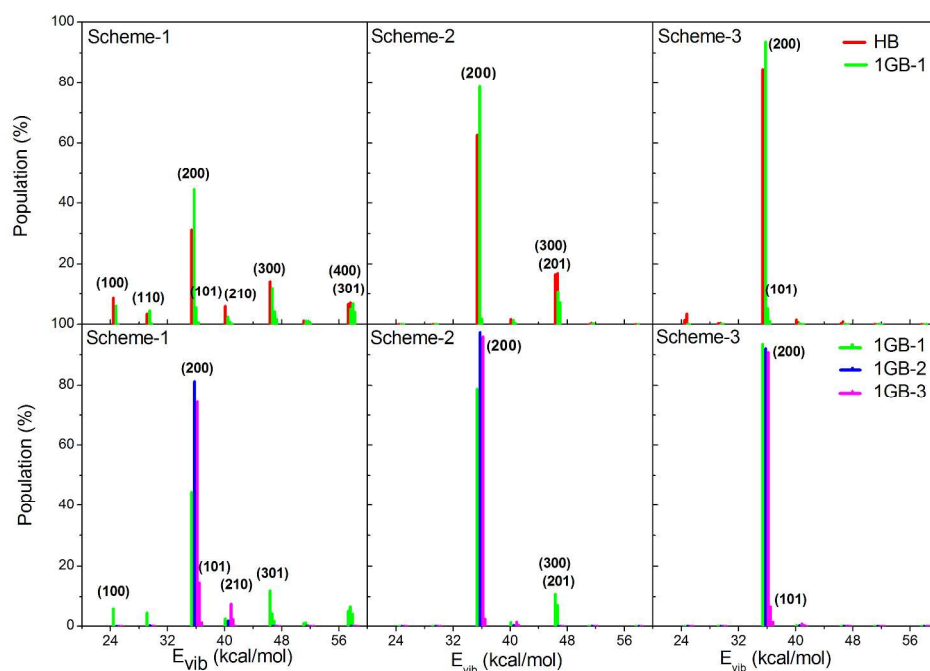 100
Scheme-1
Scheme-2
Scheme-3
HB
1GB-1
(200)
(200)
(200)
80
60
Population (%)
40
20
(100)
(110)
(101)
(210)
(300)
(400)
(301)
(300)
(201)
(101)
100
Scheme-1
Scheme-2
Scheme-3
1GB-1
1GB-2
1GB-3
(200)
(200)
(200)
80
60
Population (%)
40
20
0
(100)
(101)
(210)
(301)
(300)
(201)
(101)
24 32 40 48 56
24 32 40 48 56
24 32 40 48 56
Evib (kcal/mol)
Evib (kcal/mol)
Evib (kcal/mol)